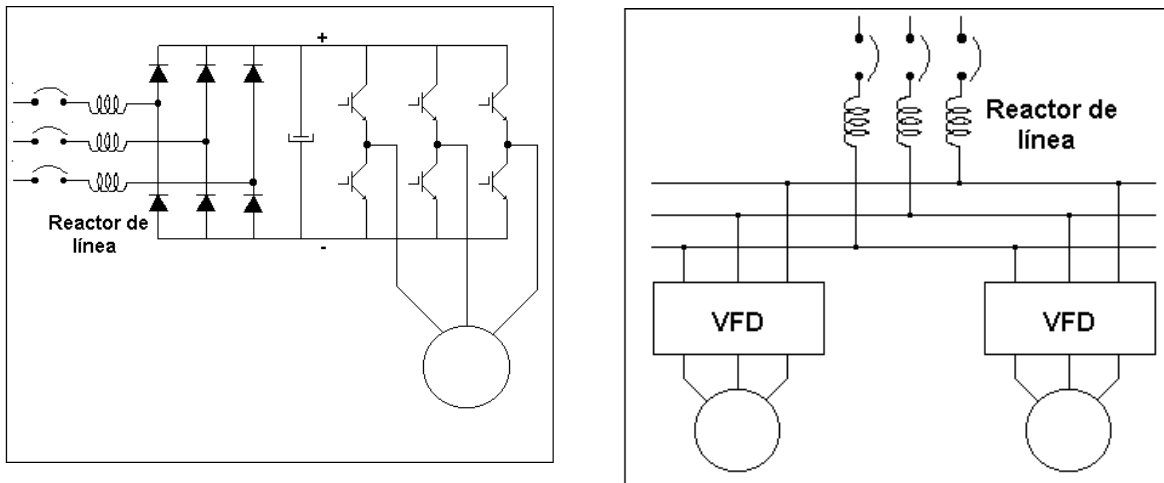 +
Reactor de
línea
-
Reactor de
línea
VFD
VFD